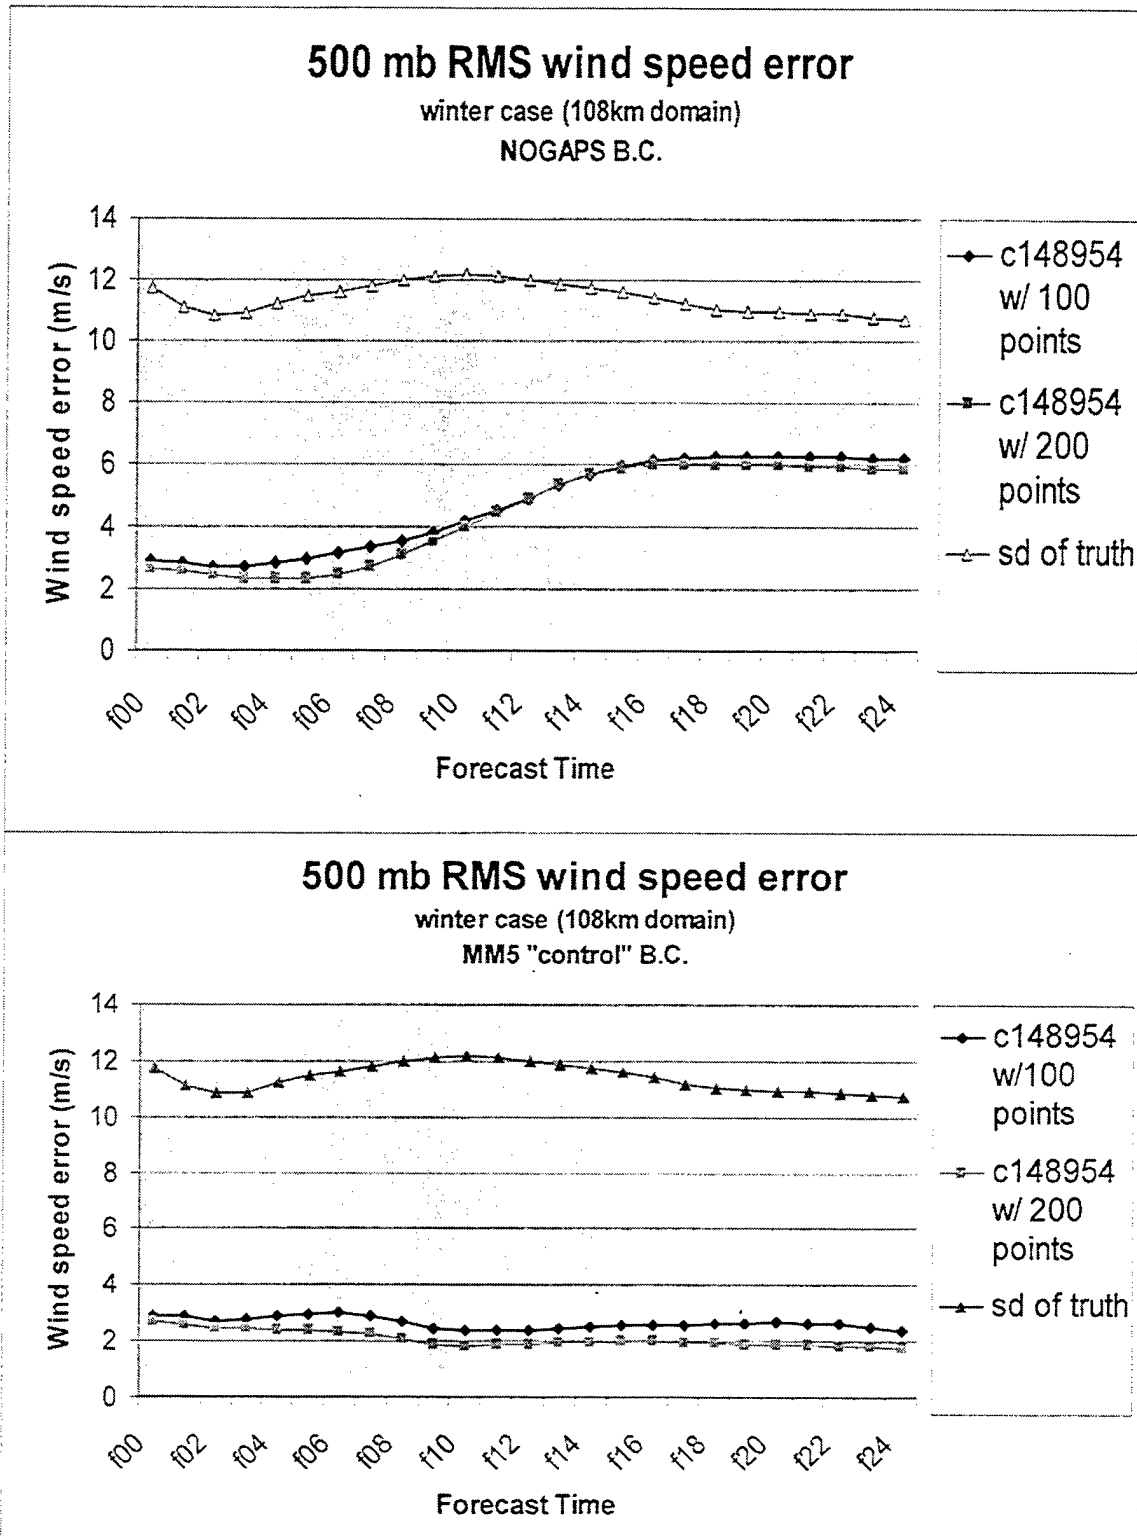 500 mb RMS wind speed error
winter case (108km domain)
NOGAPS B.C.
Wind speed error (m/s)
14
12
10
8
6
4
2
0
f00 f02 f04 f06 f08 f10 f12 f14 f16 f18 f20 f22 f24
Forecast Time
c148954
w/ 100
points
c148954
w/ 200
points
sd of truth
500 mb RMS wind speed error
winter case (108km domain)
MM5 "control" B.C.
Wind speed error (m/s)
14
12
10
8
6
4
2
0
f00 f02 f04 f06 f08 f10 f12 f14 f16 f18 f20 f22 f24
Forecast Time
c148954
w/100
points
c148954
w/ 200
points
sd of truth